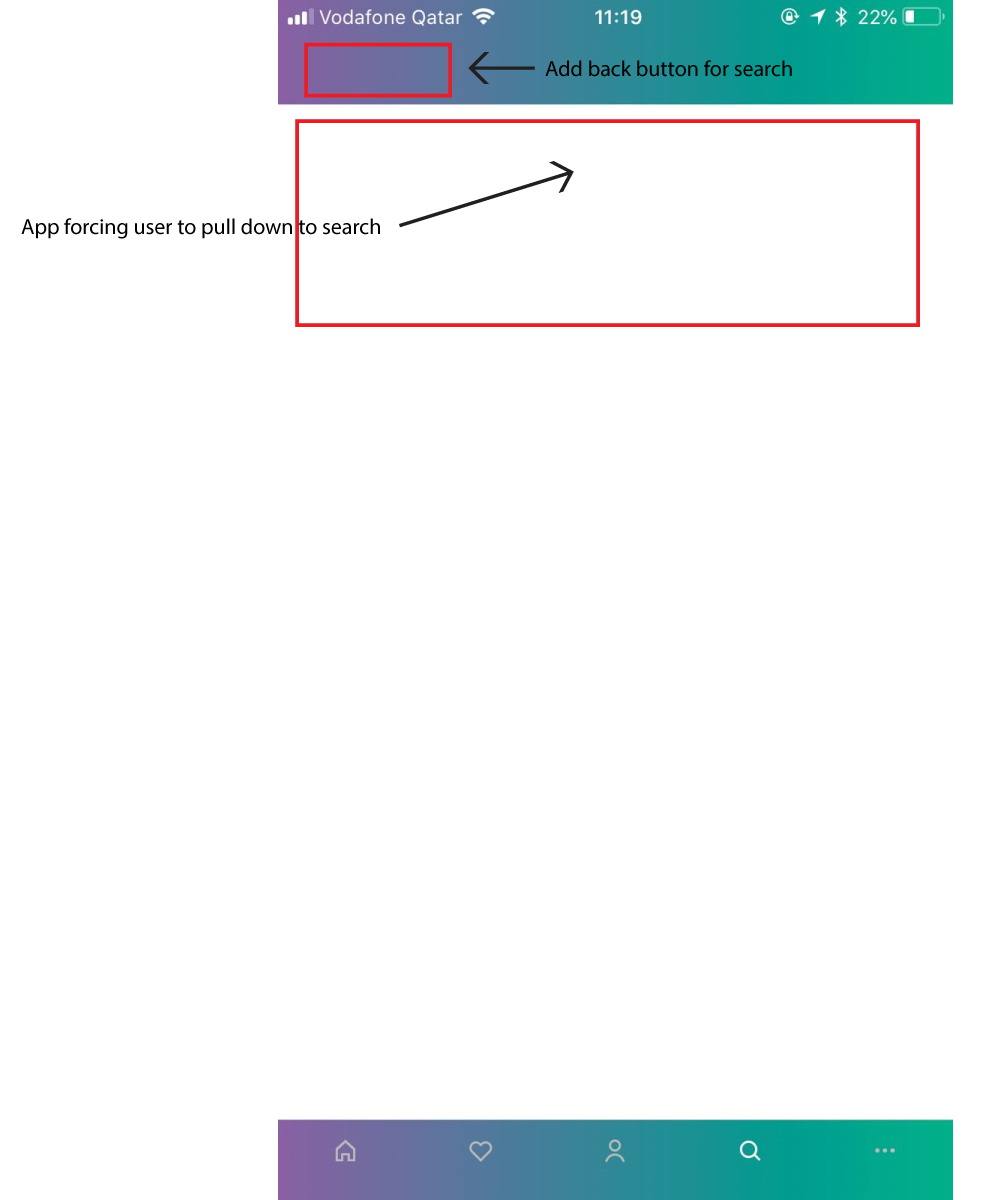 Vodafone Qatar 11:19 22%
Add back button for search
App forcing user to pull down to search